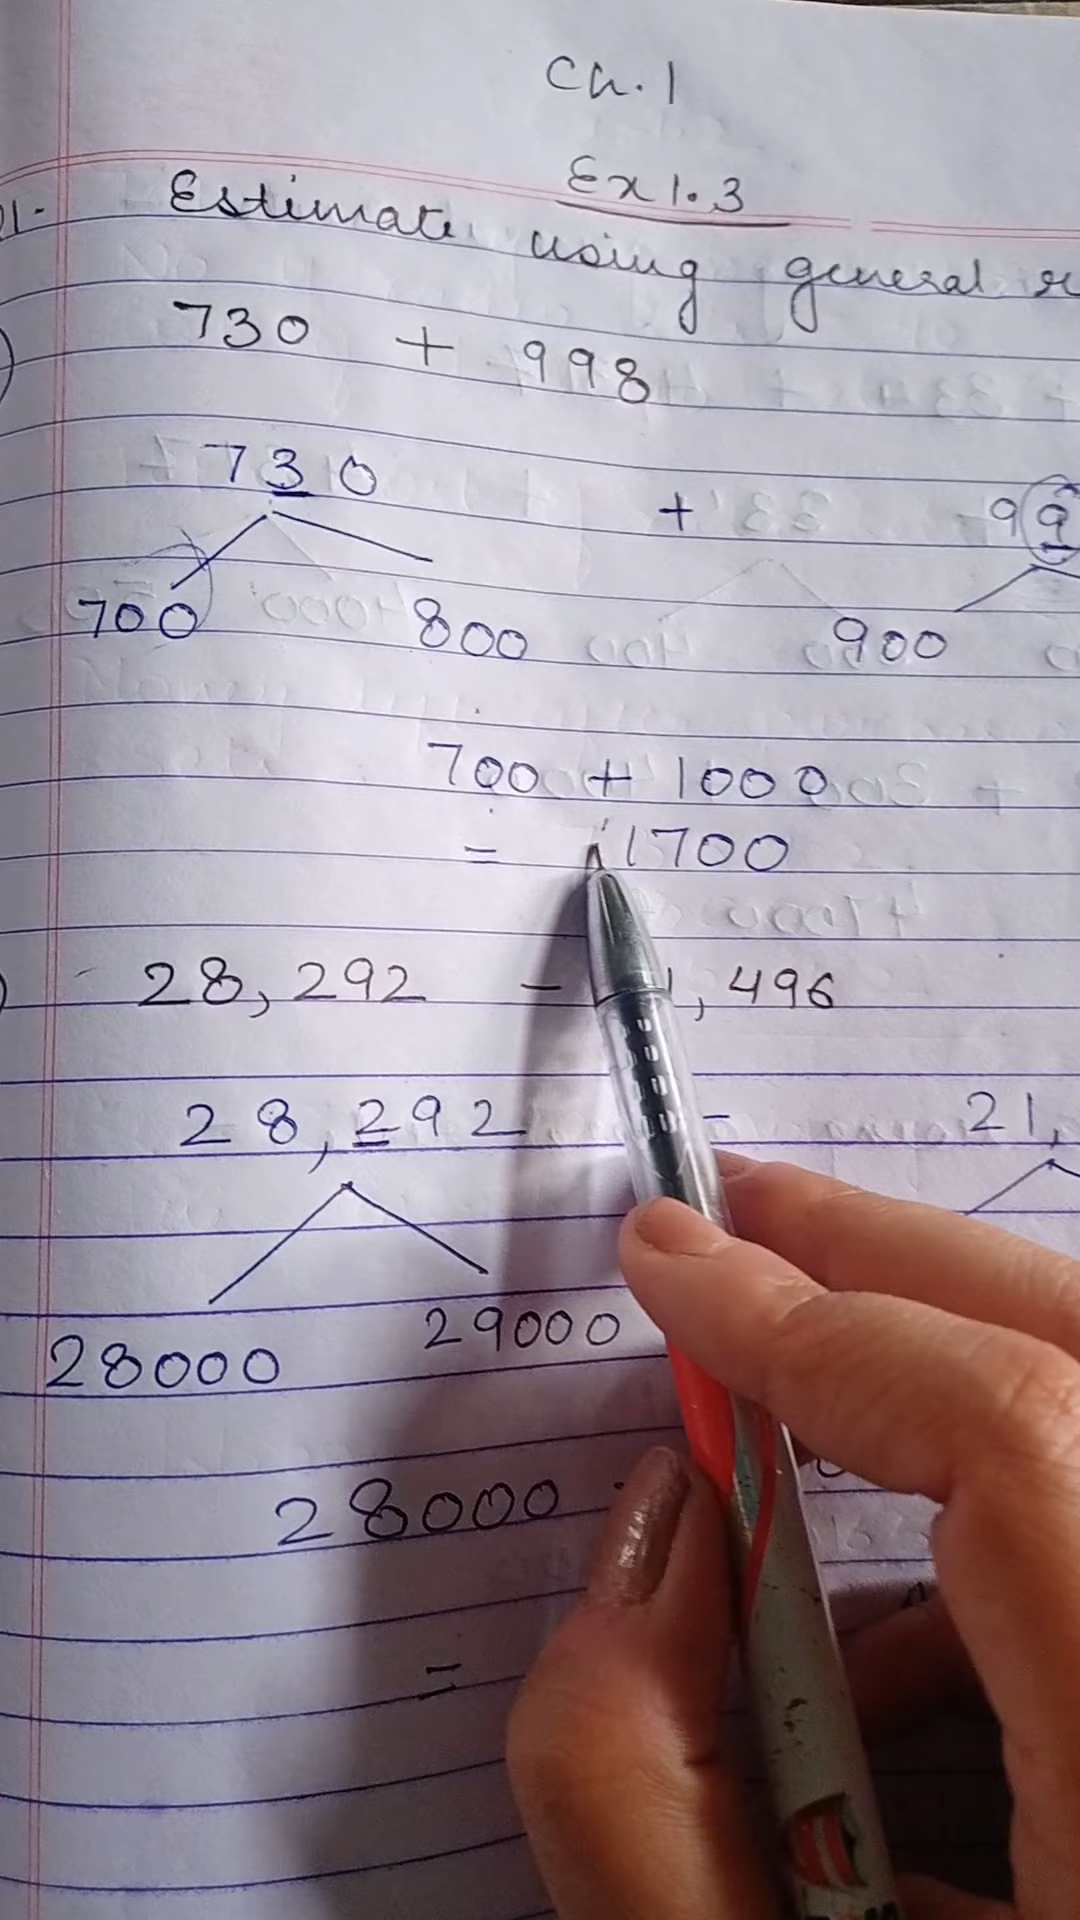 Ch. 1
Ex 1.3
Estimate using general
730 + 998
730 + 99
700 800 900
700 + 1000
= 1700
28,292 - 1,496
28,292 - 21,
28000 29000
28000
=